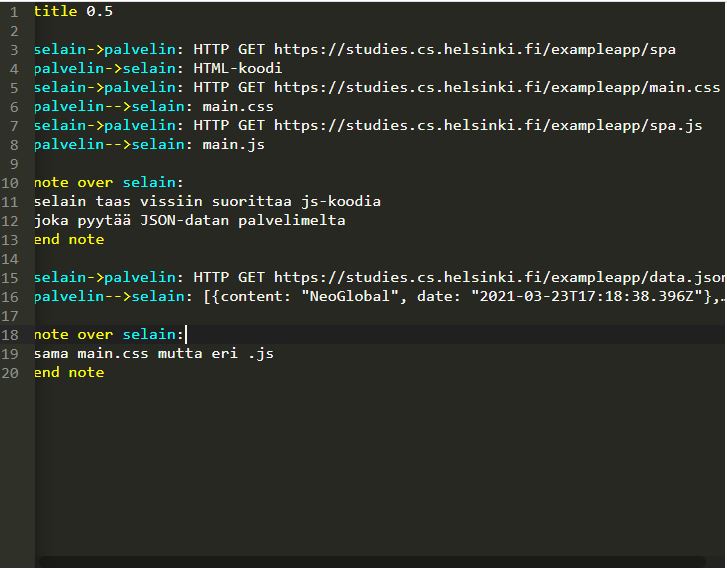 1 title 0.5
2
3 selain->palvelin: HTTP GET https://studies.cs.helsinki.fi/exampleapp/spa
4 palvelin->selain: HTML-koodi
5 selain->palvelin: HTTP GET https://studies.cs.helsinki.fi/exampleapp/main.css
6 palvelin-->selain: main.css
7 selain->palvelin: HTTP GET https://studies.cs.helsinki.fi/exampleapp/spa.js
8 palvelin-->selain: main.js
9
10 note over selain:
11 selain taas vissiin suorittaa js-koodia
12 joka pyytää JSON-datan palvelimelta
13 end note
14
15 selain->palvelin: HTTP GET https://studies.cs.helsinki.fi/exampleapp/data.json
16 palvelin-->selain: [{content: "NeoGlobal", date: "2021-03-23T17:18:38.396Z"},…
17
18 note over selain:
19 sama main.css mutta eri .js
20 end note